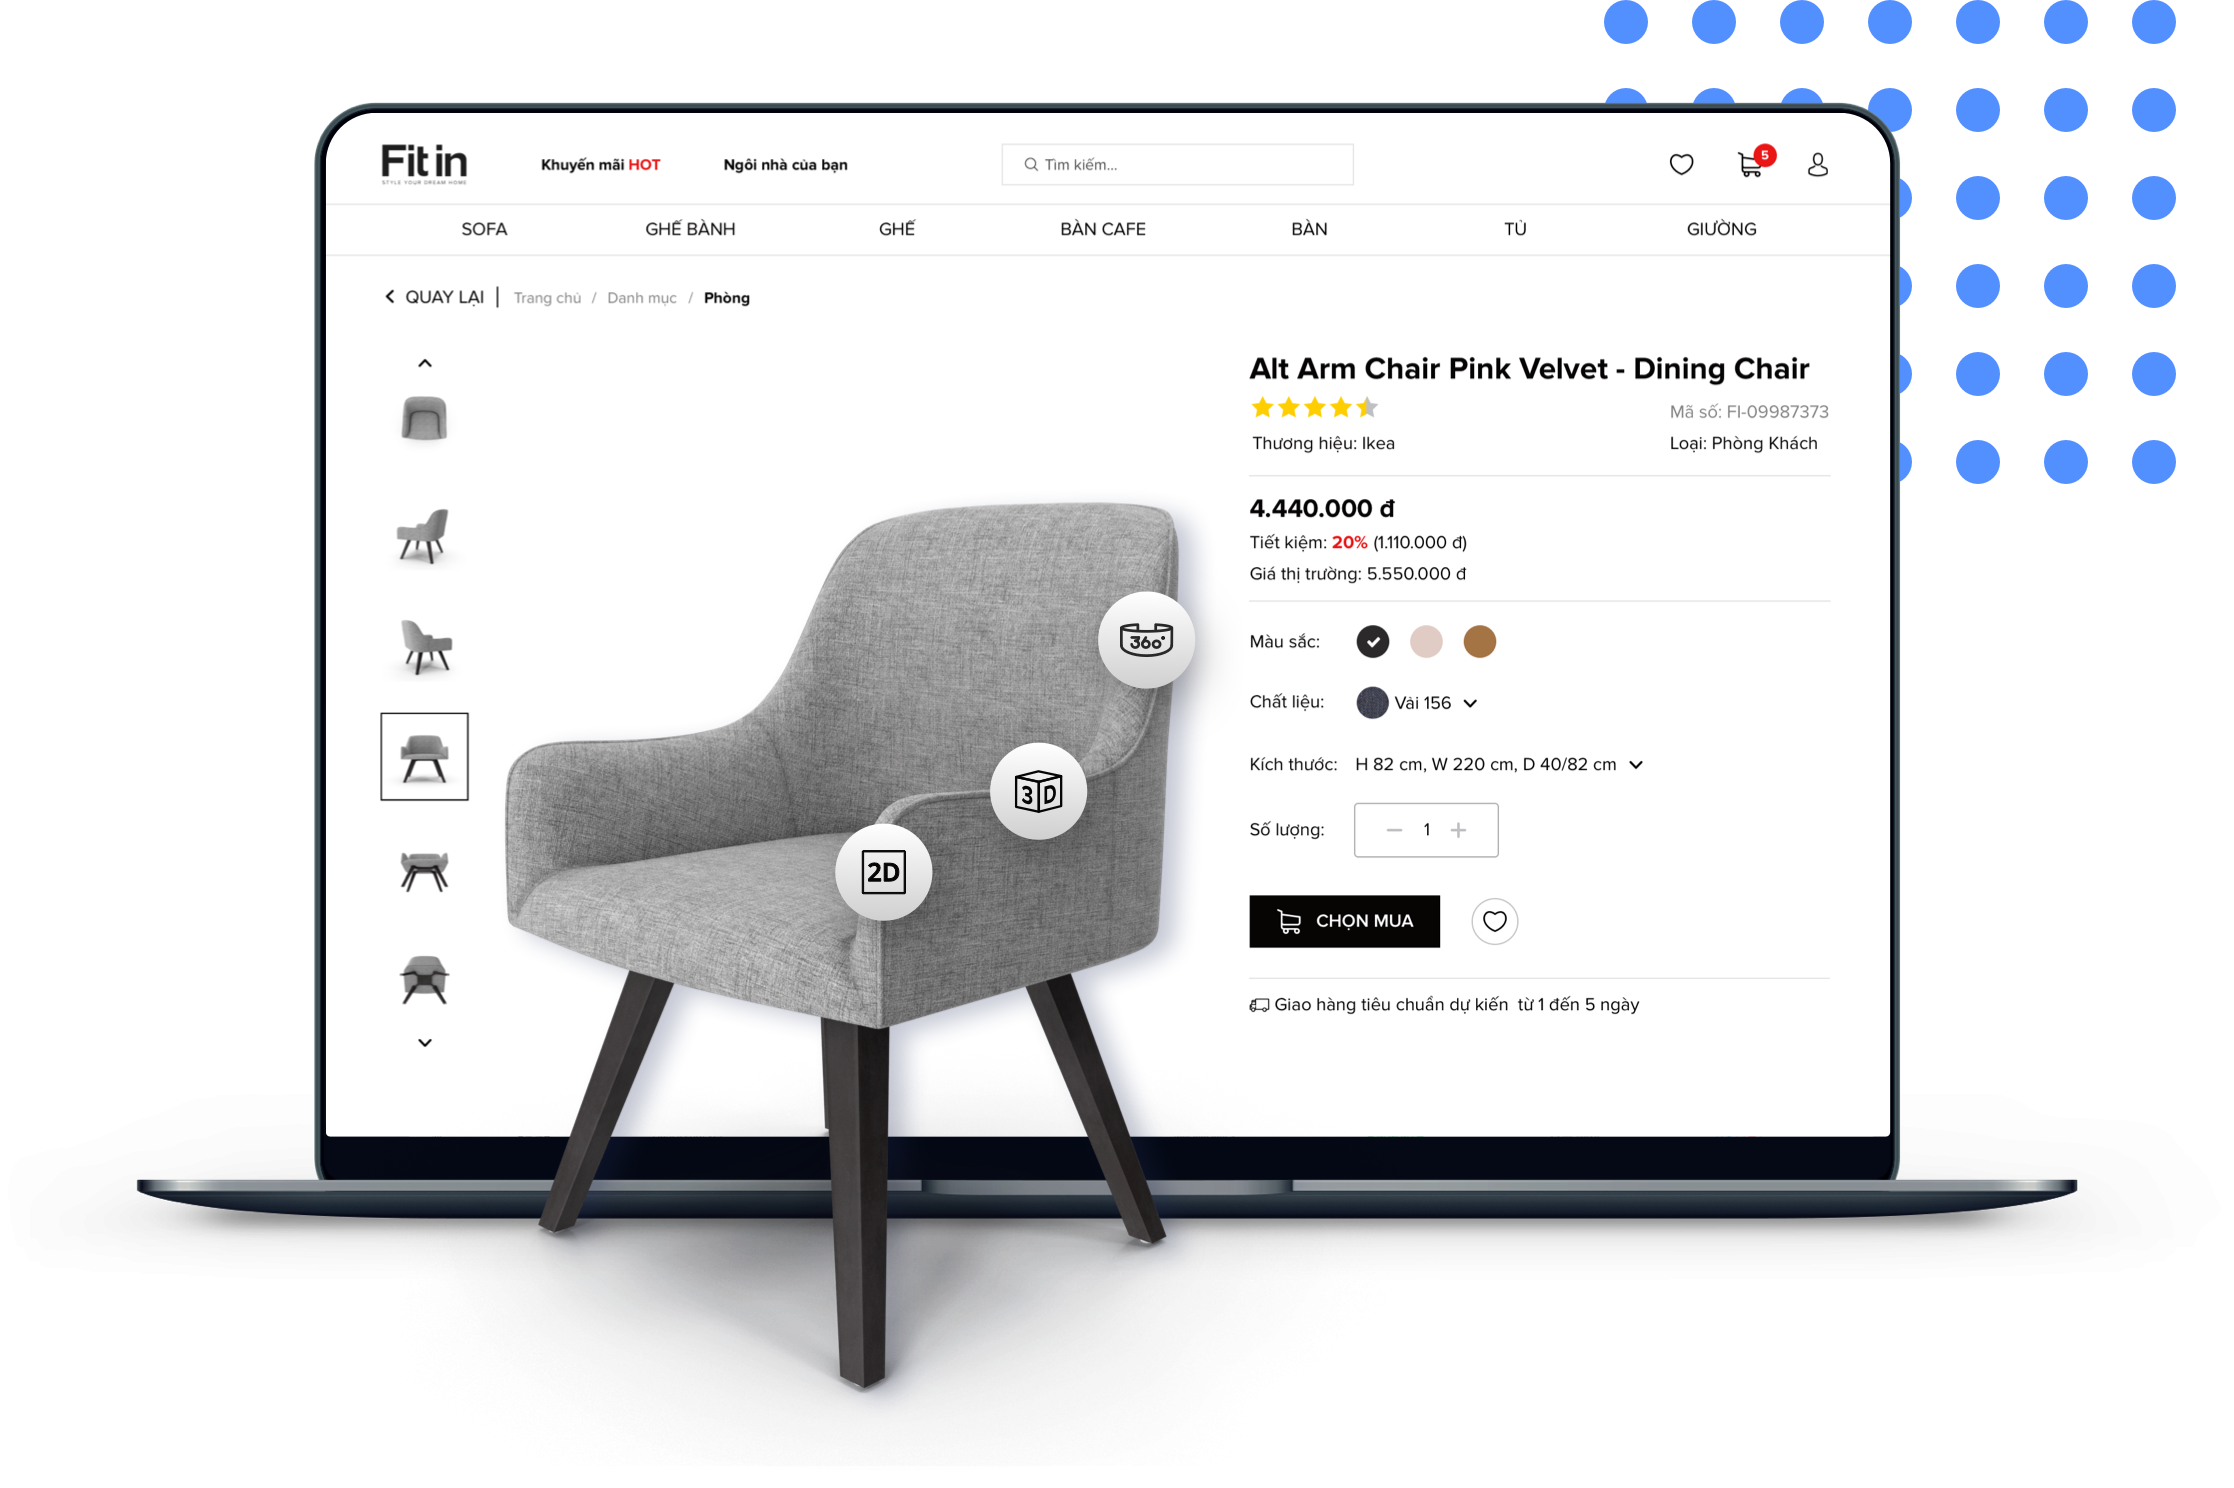 Fit in
STYLE YOUR DREAM HOME
Khuyến mãi HOT
Ngôi nhà của bạn
Tìm kiếm...
5
SOFA
GHẾ BÀNH
GHẾ
BÀN CAFE
BÀN
TỦ
GIƯỜNG
QUAY LẠI
Trang chủ / Danh mục / Phòng
Alt Arm Chair Pink Velvet - Dining Chair
Mã số: FI-09987373
Thương hiệu: Ikea
Loại: Phòng Khách
4.440.000 đ
Tiết kiệm: 20% (1.110.000 đ)
Giá thị trường: 5.550.000 đ
Màu sắc:
360°
Chất liệu:
Vải 156
Kích thước:
H 82 cm, W 220 cm, D 40/82 cm
3D
Số lượng:
1
2D
CHỌN MUA
Giao hàng tiêu chuẩn dự kiến từ 1 đến 5 ngày